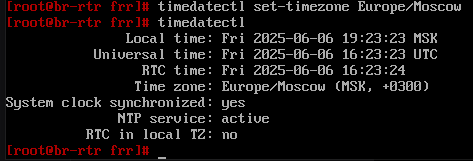 [root@br-rtr frr]# timedatectl set-timezone Europe/Moscow
[root@br-rtr frr]# timedatectl
Local time: Fri 2025-06-06 19:23:23 MSK
Universal time: Fri 2025-06-06 16:23:23 UTC
RTC time: Fri 2025-06-06 16:23:24
Time zone: Europe/Moscow (MSK, +0300)
System clock synchronized: yes
NTP service: active
RTC in local TZ: no
[root@br-rtr frr]# _